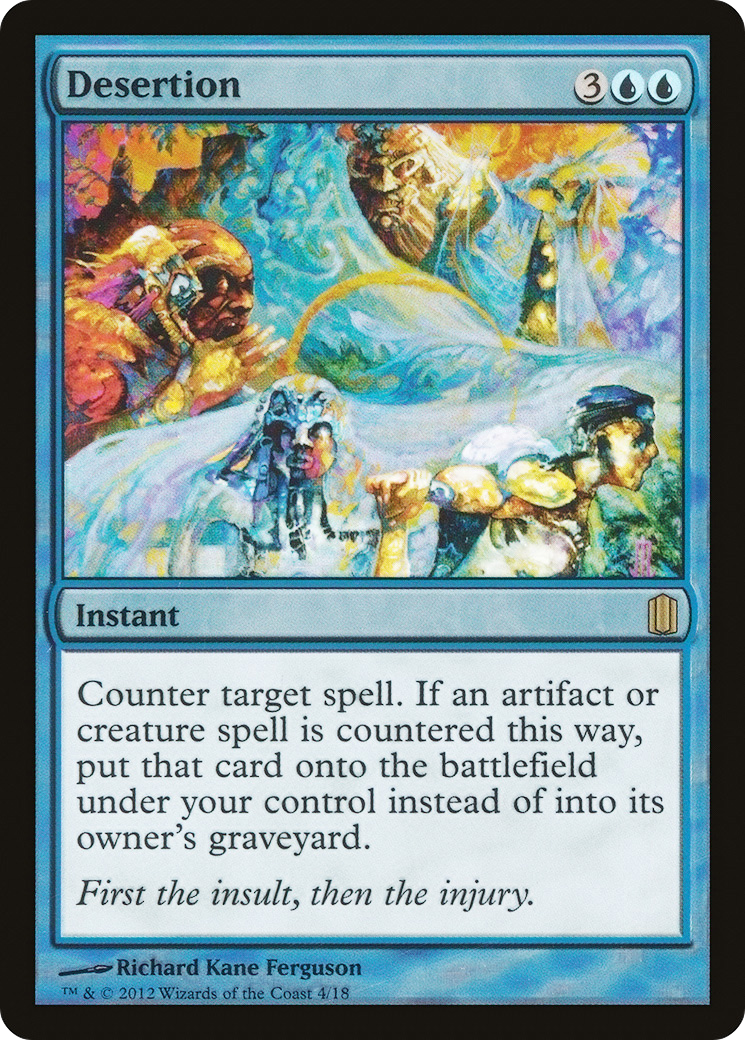 Desertion 3
Instant
Counter target spell. If an artifact or
creature spell is countered this way,
put that card onto the battlefield
under your control instead of into its
owner's graveyard.
First the insult, then the injury.
Richard Kane Ferguson
™ & © 2012 Wizards of the Coast 4/18